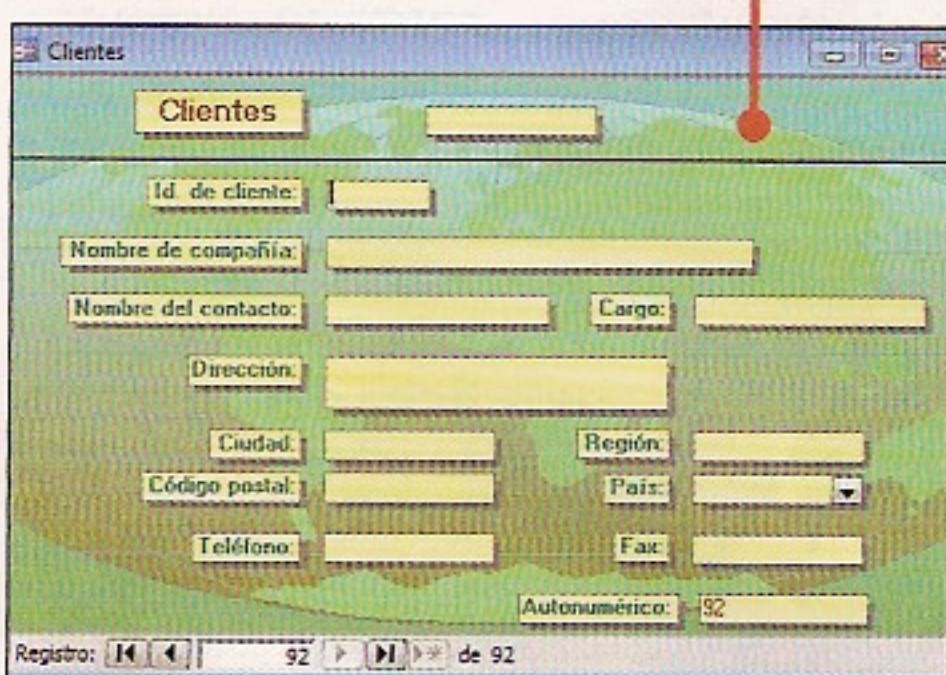 Clientes
Clientes
Id. de cliente:
Nombre de compañía:
Nombre del contacto: Cargo:
Dirección:
Ciudad: Región:
Código postal: País:
Teléfono: Fax:
Autonumérico: 92
Registro: 92 de 92